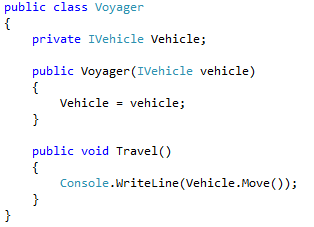 public class Voyager
{
    private IVehicle Vehicle;

    public Voyager(IVehicle vehicle)
    {
        Vehicle = vehicle;
    }

    public void Travel()
    {
        Console.WriteLine(Vehicle.Move());
    }
}